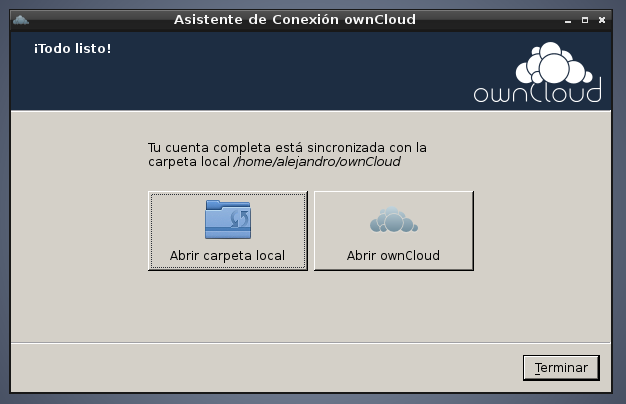 Asistente de Conexión ownCloud
¡Todo listo!
ownCloud
Tu cuenta completa está sincronizada con la
carpeta local /home/alejandro/ownCloud
Abrir carpeta local
Abrir ownCloud
Terminar